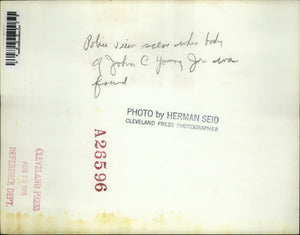 Police view scene where body
of John C Young Jr was
found
PHOTO by HERMAN SEID
CLEVELAND PRESS PHOTOGRAPHER
A26596
CLEVELAND PRESS
REFERENCE DEPT.